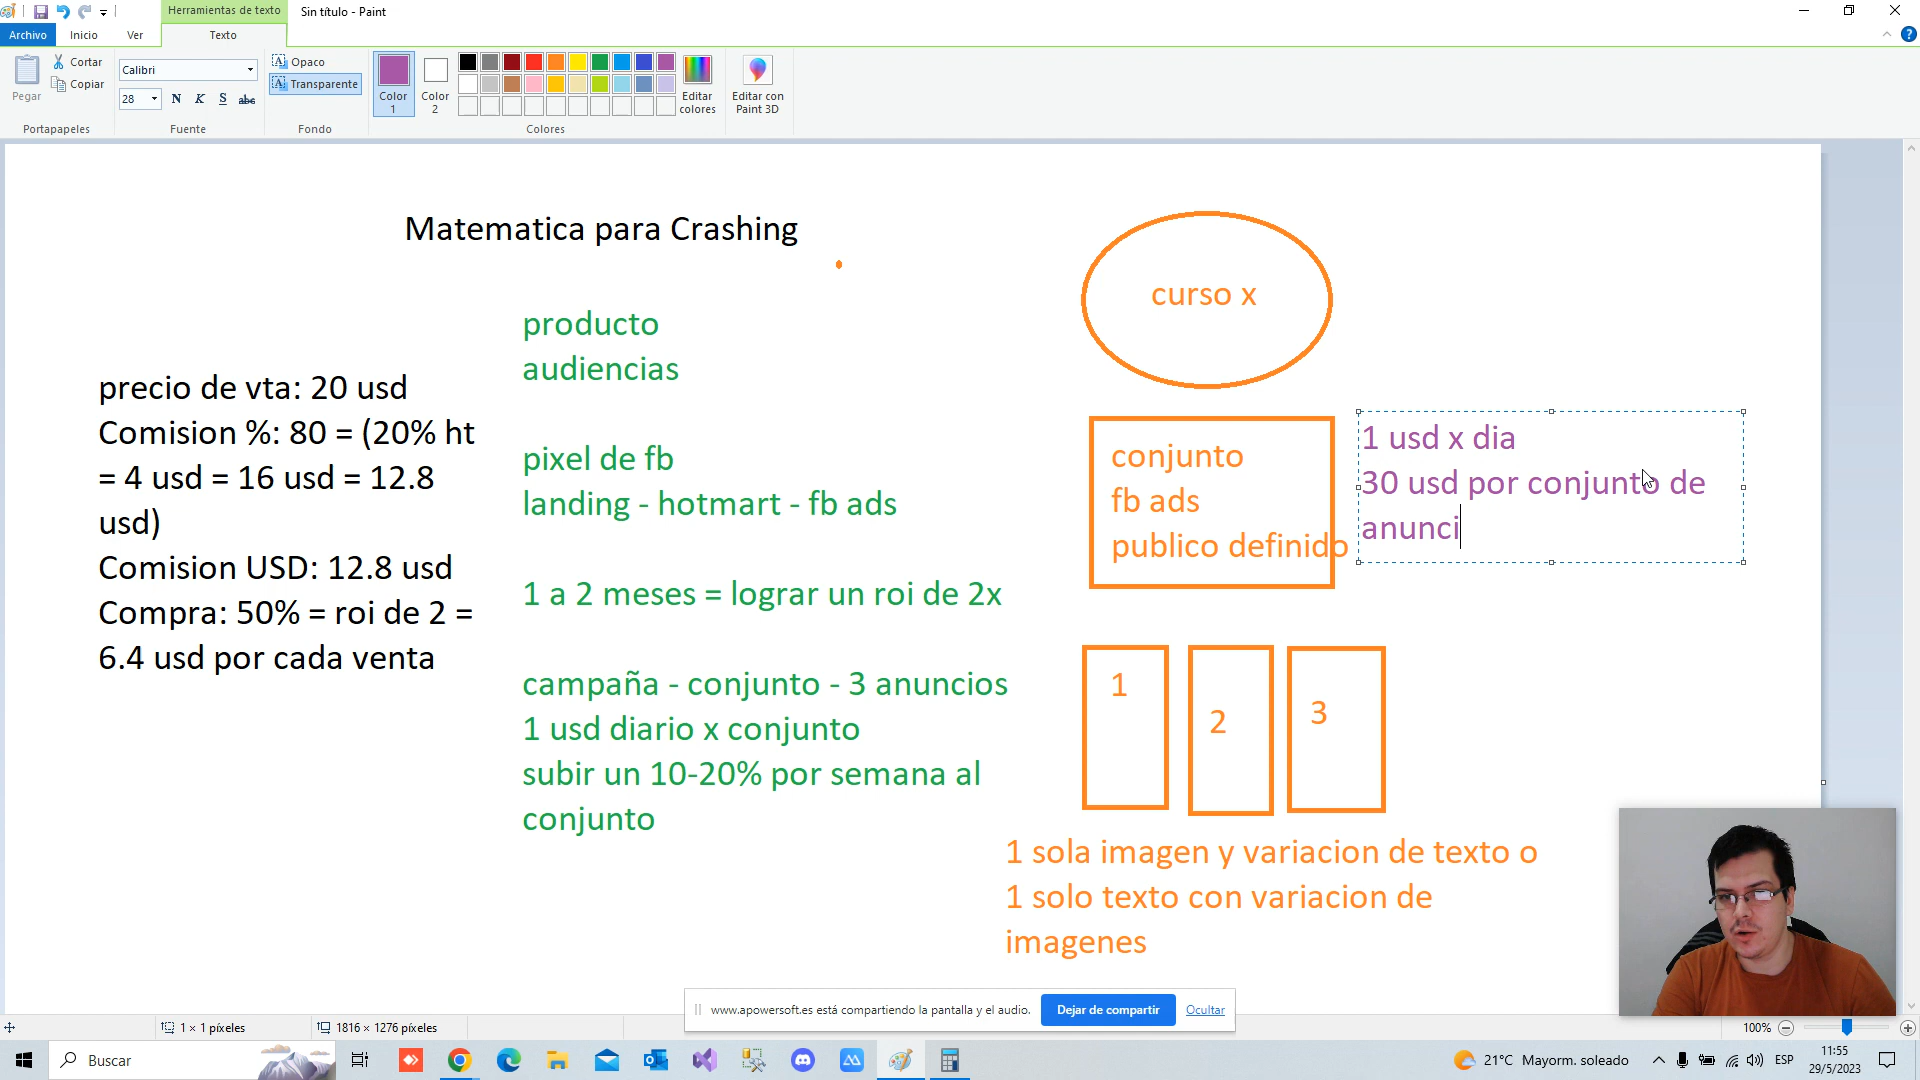 Herramientas de texto
Sin título - Paint
Archivo
Inicio
Ver
Texto
Pegar
Cortar
Copiar
Portapapeles
Calibri
28
N K S abc
Fuente
Opaco
Transparente
Fondo
Color 1
Color 2
Editar colores
Colores
Editar con Paint 3D
Matematica para Crashing
precio de vta: 20 usd
Comision %: 80 = (20% ht
= 4 usd = 16 usd = 12.8
usd)
Comision USD: 12.8 usd
Compra: 50% = roi de 2 =
6.4 usd por cada venta
producto
audiencias
pixel de fb
landing - hotmart - fb ads
1 a 2 meses = lograr un roi de 2x
campaña - conjunto - 3 anuncios
1 usd diario x conjunto
subir un 10-20% por semana al
conjunto
curso x
conjunto
fb ads
publico definido
1 usd x dia
30 usd por conjunto de
anunci
1
2
3
1 sola imagen y variacion de texto o
1 solo texto con variacion de
imagenes
www.apowersoft.es está compartiendo la pantalla y el audio.
Dejar de compartir
Ocultar
1 × 1 píxeles
1816 × 1276 píxeles
100%
Buscar
21°C Mayorm. soleado
ESP
11:55
29/5/2023